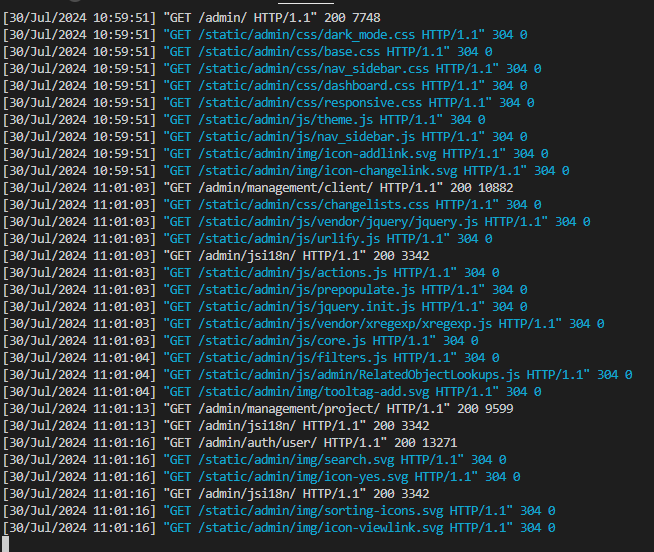 [30/Jul/2024 10:59:51] "GET /admin/ HTTP/1.1" 200 7748
[30/Jul/2024 10:59:51] "GET /static/admin/css/dark_mode.css HTTP/1.1" 304 0
[30/Jul/2024 10:59:51] "GET /static/admin/css/base.css HTTP/1.1" 304 0
[30/Jul/2024 10:59:51] "GET /static/admin/css/nav_sidebar.css HTTP/1.1" 304 0
[30/Jul/2024 10:59:51] "GET /static/admin/css/dashboard.css HTTP/1.1" 304 0
[30/Jul/2024 10:59:51] "GET /static/admin/css/responsive.css HTTP/1.1" 304 0
[30/Jul/2024 10:59:51] "GET /static/admin/js/theme.js HTTP/1.1" 304 0
[30/Jul/2024 10:59:51] "GET /static/admin/js/nav_sidebar.js HTTP/1.1" 304 0
[30/Jul/2024 10:59:51] "GET /static/admin/img/icon-addlink.svg HTTP/1.1" 304 0
[30/Jul/2024 10:59:51] "GET /static/admin/img/icon-changelink.svg HTTP/1.1" 304 0
[30/Jul/2024 11:01:03] "GET /admin/management/client/ HTTP/1.1" 200 10882
[30/Jul/2024 11:01:03] "GET /static/admin/css/changelists.css HTTP/1.1" 304 0
[30/Jul/2024 11:01:03] "GET /static/admin/js/vendor/jquery/jquery.js HTTP/1.1" 304 0
[30/Jul/2024 11:01:03] "GET /static/admin/js/urlify.js HTTP/1.1" 304 0
[30/Jul/2024 11:01:03] "GET /admin/jsi18n/ HTTP/1.1" 200 3342
[30/Jul/2024 11:01:03] "GET /static/admin/js/actions.js HTTP/1.1" 304 0
[30/Jul/2024 11:01:03] "GET /static/admin/js/prepopulate.js HTTP/1.1" 304 0
[30/Jul/2024 11:01:03] "GET /static/admin/js/jquery.init.js HTTP/1.1" 304 0
[30/Jul/2024 11:01:03] "GET /static/admin/js/vendor/xregexp/xregexp.js HTTP/1.1" 304 0
[30/Jul/2024 11:01:03] "GET /static/admin/js/core.js HTTP/1.1" 304 0
[30/Jul/2024 11:01:04] "GET /static/admin/js/filters.js HTTP/1.1" 304 0
[30/Jul/2024 11:01:04] "GET /static/admin/js/admin/RelatedObjectLookups.js HTTP/1.1" 304 0
[30/Jul/2024 11:01:04] "GET /static/admin/img/tooltag-add.svg HTTP/1.1" 304 0
[30/Jul/2024 11:01:13] "GET /admin/management/project/ HTTP/1.1" 200 9599
[30/Jul/2024 11:01:13] "GET /admin/jsi18n/ HTTP/1.1" 200 3342
[30/Jul/2024 11:01:16] "GET /admin/auth/user/ HTTP/1.1" 200 13271
[30/Jul/2024 11:01:16] "GET /static/admin/img/search.svg HTTP/1.1" 304 0
[30/Jul/2024 11:01:16] "GET /static/admin/img/icon-yes.svg HTTP/1.1" 304 0
[30/Jul/2024 11:01:16] "GET /admin/jsi18n/ HTTP/1.1" 200 3342
[30/Jul/2024 11:01:16] "GET /static/admin/img/sorting-icons.svg HTTP/1.1" 304 0
[30/Jul/2024 11:01:16] "GET /static/admin/img/icon-viewlink.svg HTTP/1.1" 304 0